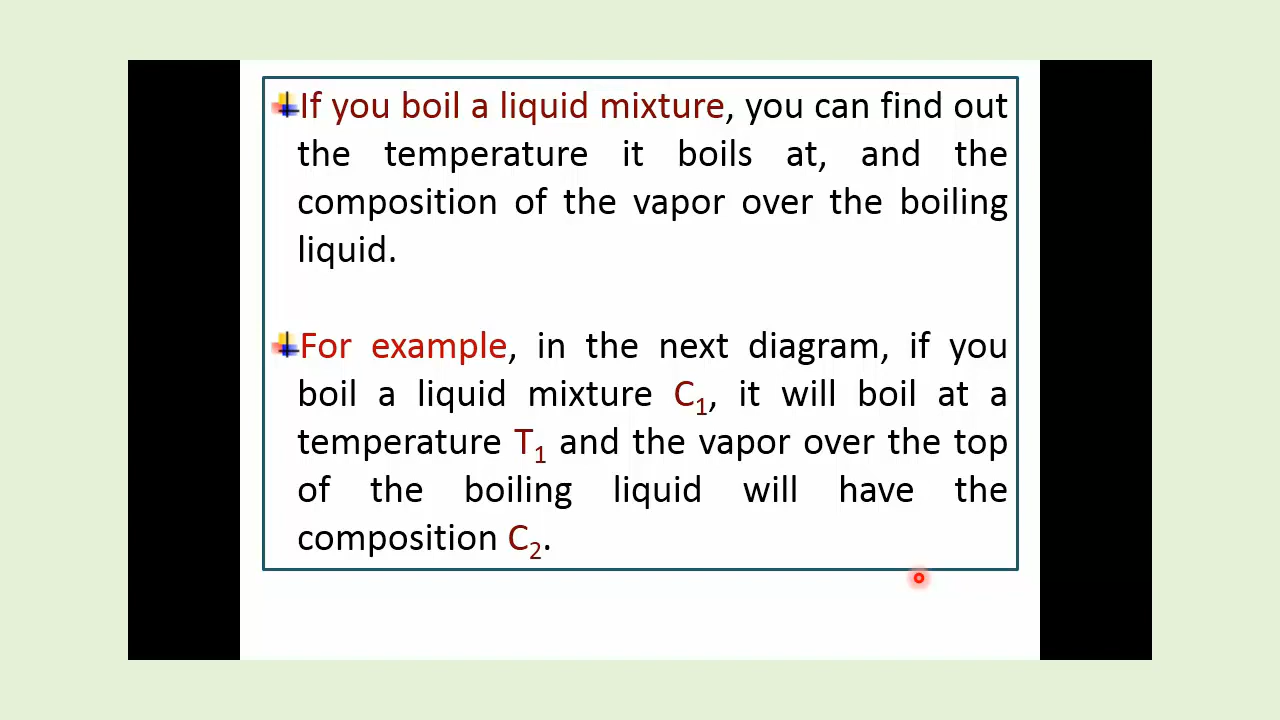 If you boil a liquid mixture, you can find out
the temperature it boils at, and the
composition of the vapor over the boiling
liquid.
For example, in the next diagram, if you
boil a liquid mixture C₁, it will boil at a
temperature T₁ and the vapor over the top
of the boiling liquid will have the
composition C₂.